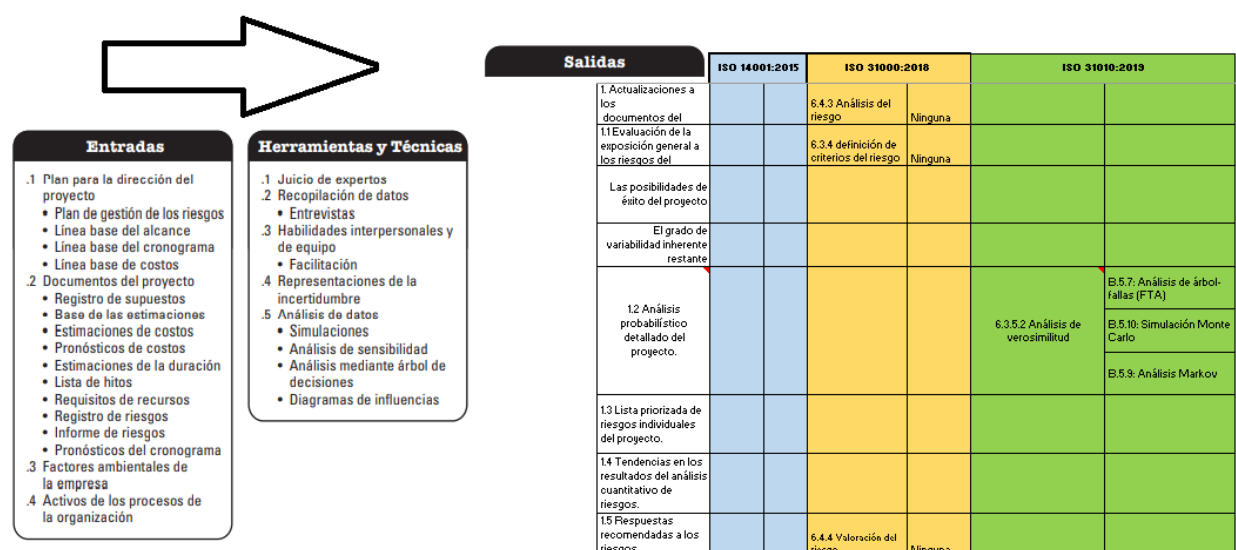 Entradas
.1 Plan para la dirección del
proyecto
• Plan de gestión de los riesgos
• Línea base del alcance
• Línea base del cronograma
• Línea base de costos
.2 Documentos del proyecto
• Registro de supuestos
• Base de las estimaciones
• Estimaciones de costos
• Pronósticos de costos
• Estimaciones de la duración
• Lista de hitos
• Requisitos de recursos
• Registro de riesgos
• Informe de riesgos
• Pronósticos del cronograma
.3 Factores ambientales de
la empresa
.4 Activos de los procesos de
la organización
Herramientas y Técnicas
.1 Juicio de expertos
.2 Recopilación de datos
• Entrevistas
.3 Habilidades interpersonales y
de equipo
• Facilitación
.4 Representaciones de la
incertidumbre
.5 Análisis de datos
• Simulaciones
• Análisis de sensibilidad
• Análisis mediante árbol de
decisiones
• Diagramas de influencias
Salidas
ISO 14001:2015
ISO 31000:2018
ISO 31010:2019
1. Actualizaciones a
los
documentos del
6.4.3 Análisis del
riesgo
Ninguna
1.1 Evaluación de la
exposición general a
los riesgos del
6.3.4 definición de
criterios del riesgo
Ninguna
Las posibilidades de
éxito del proyecto
El grado de
variabilidad inherente
restante
1.2 Análisis
probabilístico
detallado del
proyecto.
6.3.5.2 Análisis de
verosimilitud
B.5.7: Análisis de árbol-
fallas (FTA)
B.5.10: Simulación Monte
Carlo
B.5.9: Análisis Markov
1.3 Lista priorizada de
riesgos individuales
del proyecto.
1.4 Tendencias en los
resultados del análisis
cuantitativo de
riesgos.
1.5 Respuestas
recomendadas a los
riesgos
6.4.4 Valoración del
riesgo
Ninguna